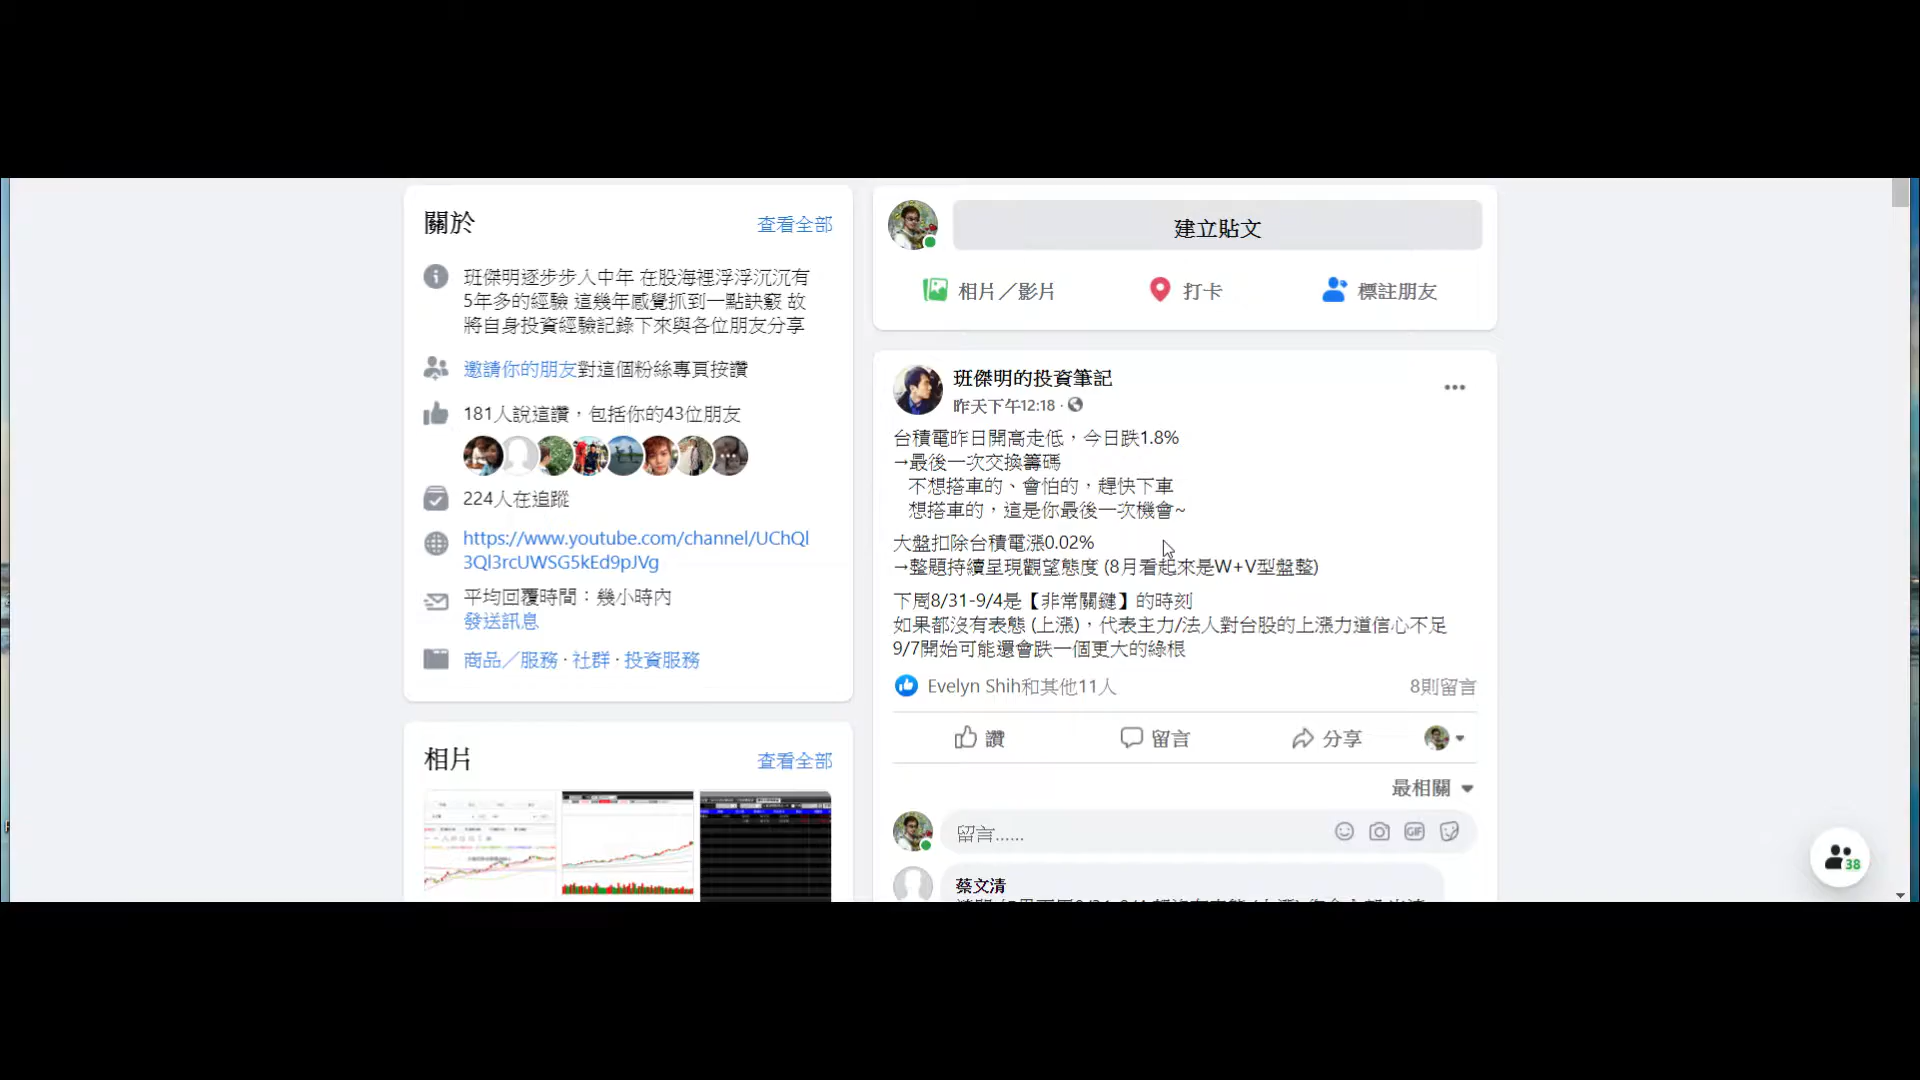 關於
查看全部
班傑明逐步步入中年 在股海裡浮浮沉沉有
5年多的經驗 這幾年感覺抓到一點訣竅 故
將自身投資經驗記錄下來與各位朋友分享
邀請你的朋友對這個粉絲專頁按讚
181人說這讚，包括你的43位朋友
224人在追蹤
https://www.youtube.com/channel/UChQl
3Ql3rcUWSG5kEd9pJVg
平均回覆時間：幾小時內
發送訊息
商品／服務 · 社群 · 投資服務
相片
查看全部
建立貼文
相片／影片
打卡
標註朋友
班傑明的投資筆記
昨天下午12:18 ·
台積電昨日開高走低，今日跌1.8%
→最後一次交換籌碼
不想搭車的、會怕的，趕快下車
想搭車的，這是你最後一次機會~
大盤扣除台積電漲0.02%
→整題持續呈現觀望態度 (8月看起來是W+V型盤整)
下周8/31-9/4是【非常關鍵】的時刻
如果都沒有表態 (上漲)，代表主力/法人對台股的上漲力道信心不足
9/7開始可能還會跌一個更大的綠根
Evelyn Shih和其他11人
8則留言
讚
留言
分享
最相關
留言......
GIF
蔡文清
38